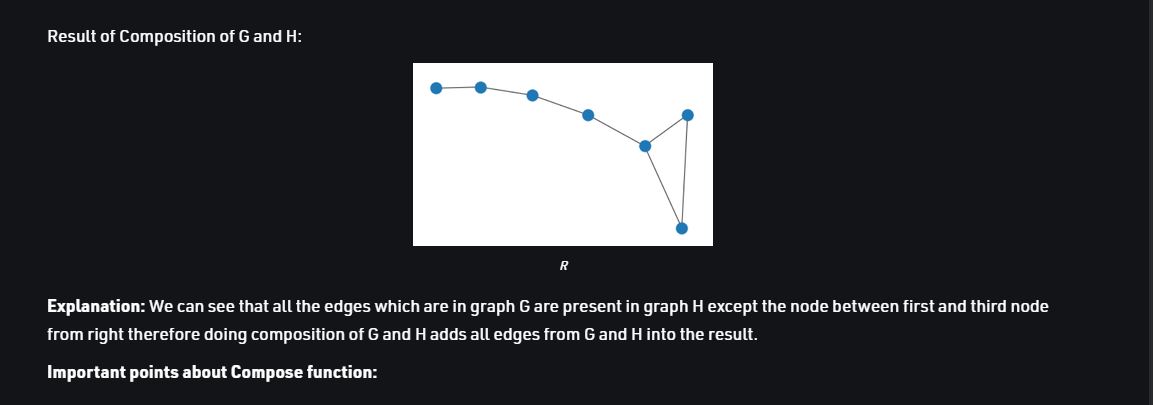 Result of Composition of G and H:
R
Explanation: We can see that all the edges which are in graph G are present in graph H except the node between first and third node
from right therefore doing composition of G and H adds all edges from G and H into the result.
Important points about Compose function: